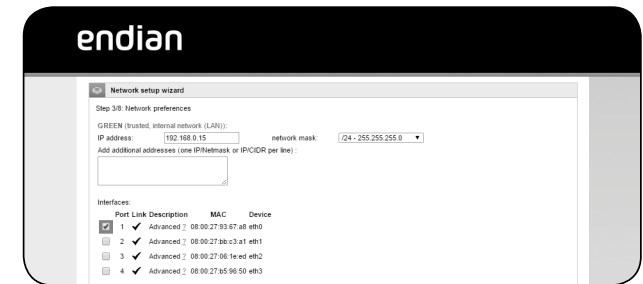 endian
Network setup wizard
Step 3/8: Network preferences
GREEN (trusted, internal network (LAN)):
IP address: 192.168.0.15 network mask: /24 - 255.255.255.0
Add additional addresses (one IP/Netmask or IP/CIDR per line) :
Interfaces:
Port Link Description MAC Device
1 ✓ Advanced ? 08:00:27:93:67:a8 eth0
2 ✓ Advanced ? 08:00:27:bb:c3:a1 eth1
3 ✓ Advanced ? 08:00:27:06:1e:ed eth2
4 ✓ Advanced ? 08:00:27:b5:96:50 eth3